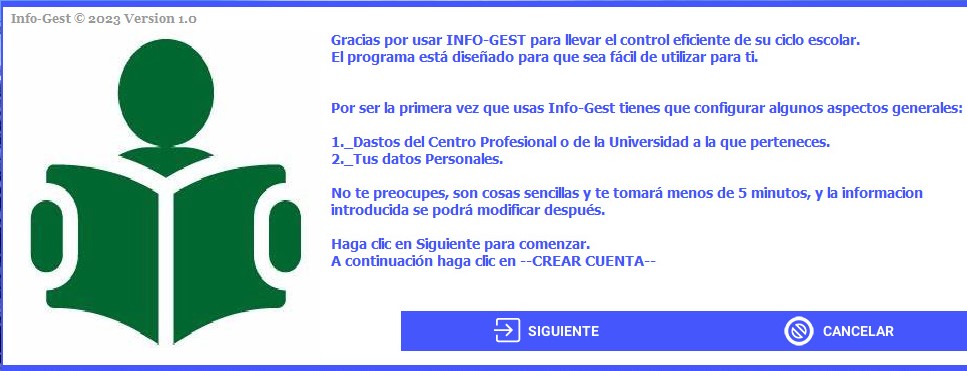 Info-Gest © 2023 Version 1.0
Gracias por usar INFO-GEST para llevar el control eficiente de su ciclo escolar.
El programa está diseñado para que sea fácil de utilizar para ti.
Por ser la primera vez que usas Info-Gest tienes que configurar algunos aspectos generales:
1._Dastos del Centro Profesional o de la Universidad a la que perteneces.
2._Tus datos Personales.
No te preocupes, son cosas sencillas y te tomará menos de 5 minutos, y la informacion
introducida se podrá modificar después.
Haga clic en Siguiente para comenzar.
A continuación haga clic en --CREAR CUENTA--
SIGUIENTE CANCELAR